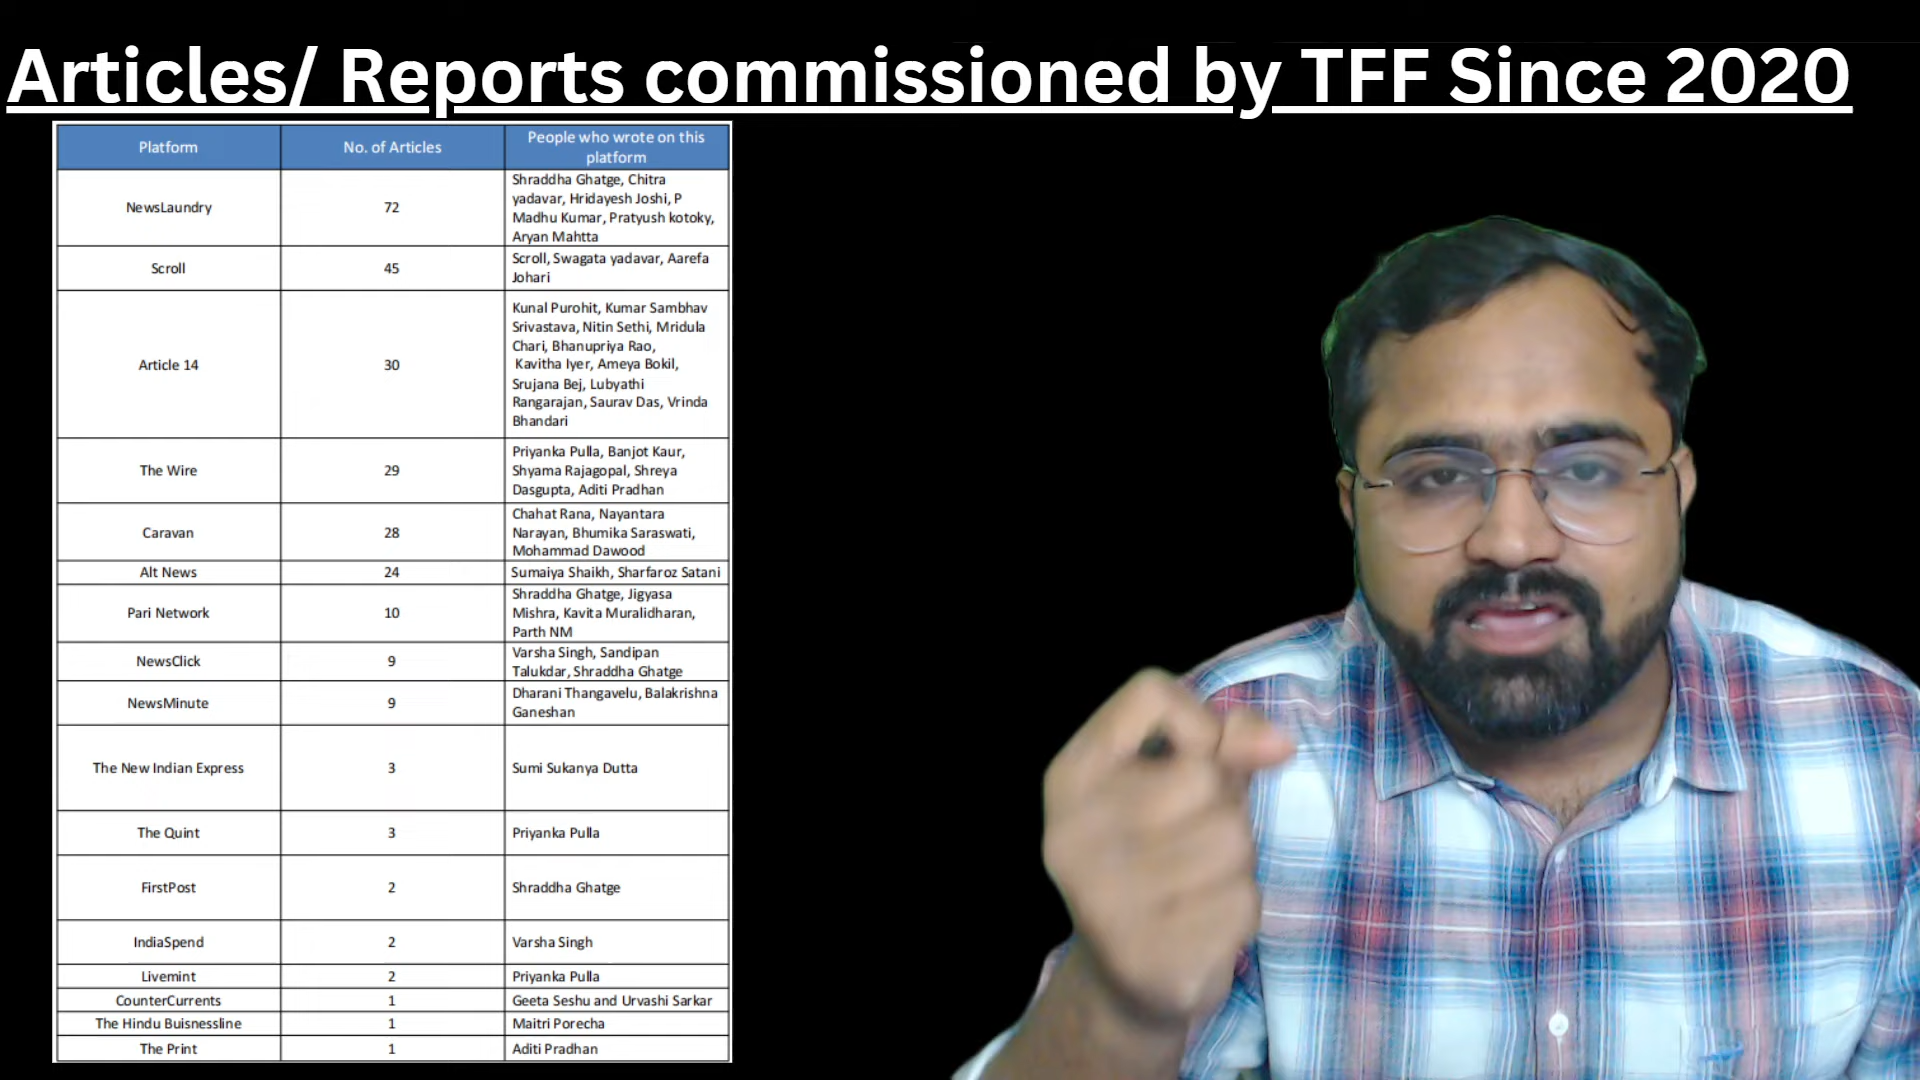 Articles/ Reports commissioned by TFF Since 2020
Platform
No. of Articles
People who wrote on this
platform
NewsLaundry
72
Shraddha Ghatge, Chitra
yadavar, Hridayesh Joshi, P
Madhu Kumar, Pratyush kotoky,
Aryan Mahtta
Scroll
45
Scroll, Swagata yadavar, Aarefa
Johari
Article 14
30
Kunal Purohit, Kumar Sambhav
Srivastava, Nitin Sethi, Mridula
Chari, Bhanupriya Rao,
Kavitha Iyer, Ameya Bokil,
Srujana Bej, Lubyathi
Rangarajan, Saurav Das, Vrinda
Bhandari
The Wire
29
Priyanka Pulla, Banjot Kaur,
Shyama Rajagopal, Shreya
Dasgupta, Aditi Pradhan
Caravan
28
Chahat Rana, Nayantara
Narayan, Bhumika Saraswati,
Mohammad Dawood
Alt News
24
Sumaiya Shaikh, Sharfaroz Satani
Pari Network
10
Shraddha Ghatge, Jigyasa
Mishra, Kavita Muralidharan,
Parth NM
NewsClick
9
Varsha Singh, Sandipan
Talukdar, Shraddha Ghatge
NewsMinute
9
Dharani Thangavelu, Balakrishna
Ganeshan
The New Indian Express
3
Sumi Sukanya Dutta
The Quint
3
Priyanka Pulla
FirstPost
2
Shraddha Ghatge
IndiaSpend
2
Varsha Singh
Livemint
2
Priyanka Pulla
CounterCurrents
1
Geeta Seshu and Urvashi Sarkar
The Hindu Buisnessline
1
Maitri Porecha
The Print
1
Aditi Pradhan